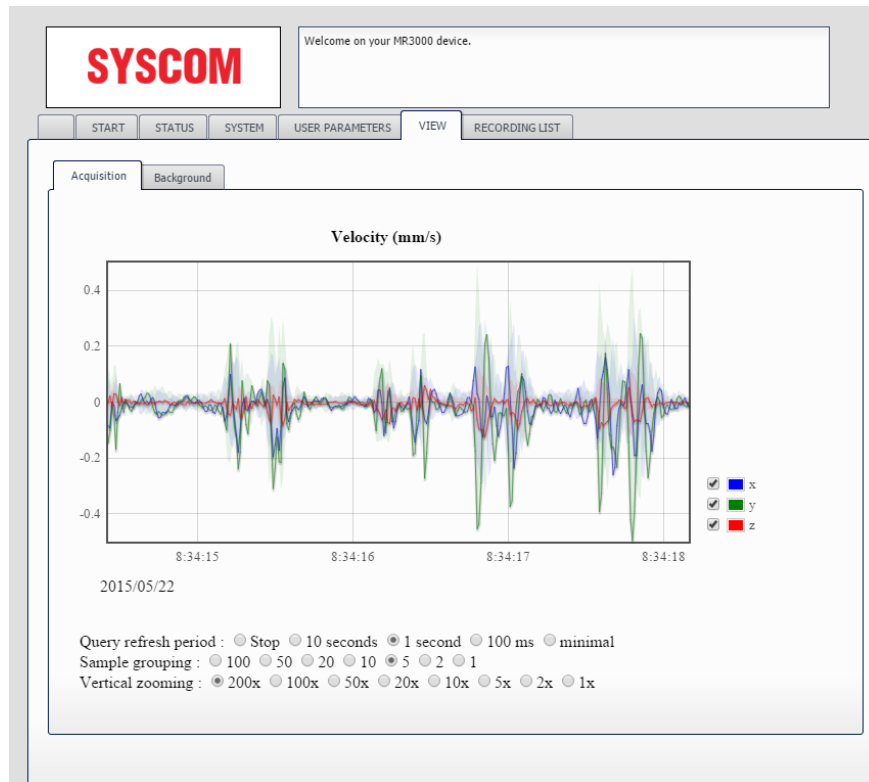 SYSCOM
Welcome on your MR3000 device.
START STATUS SYSTEM USER PARAMETERS VIEW RECORDING LIST
Acquisition Background
Velocity (mm/s)
0.4
0.2
0
-0.2
-0.4
x
y
z
8:34:15 8:34:16 8:34:17 8:34:18
2015/05/22
Query refresh period : Stop 10 seconds 1 second 100 ms minimal
Sample grouping : 100 50 20 10 5 2 1
Vertical zooming : 200x 100x 50x 20x 10x 5x 2x 1x